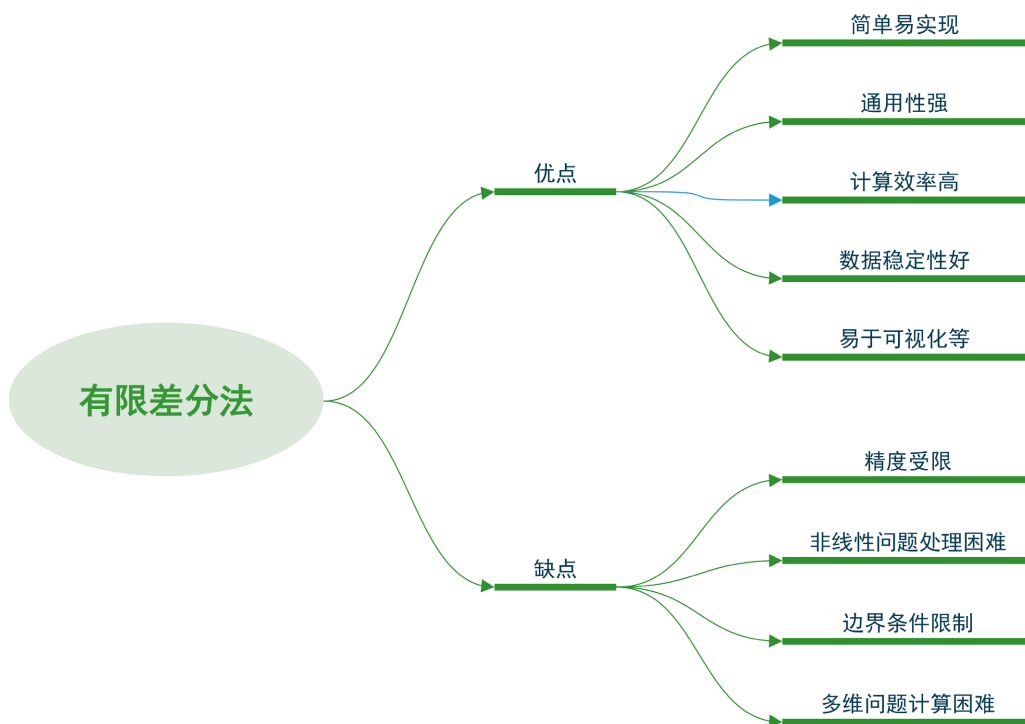 有限差分法
优点
简单易实现
通用性强
计算效率高
数据稳定性好
易于可视化等
缺点
精度受限
非线性问题处理困难
边界条件限制
多维问题计算困难